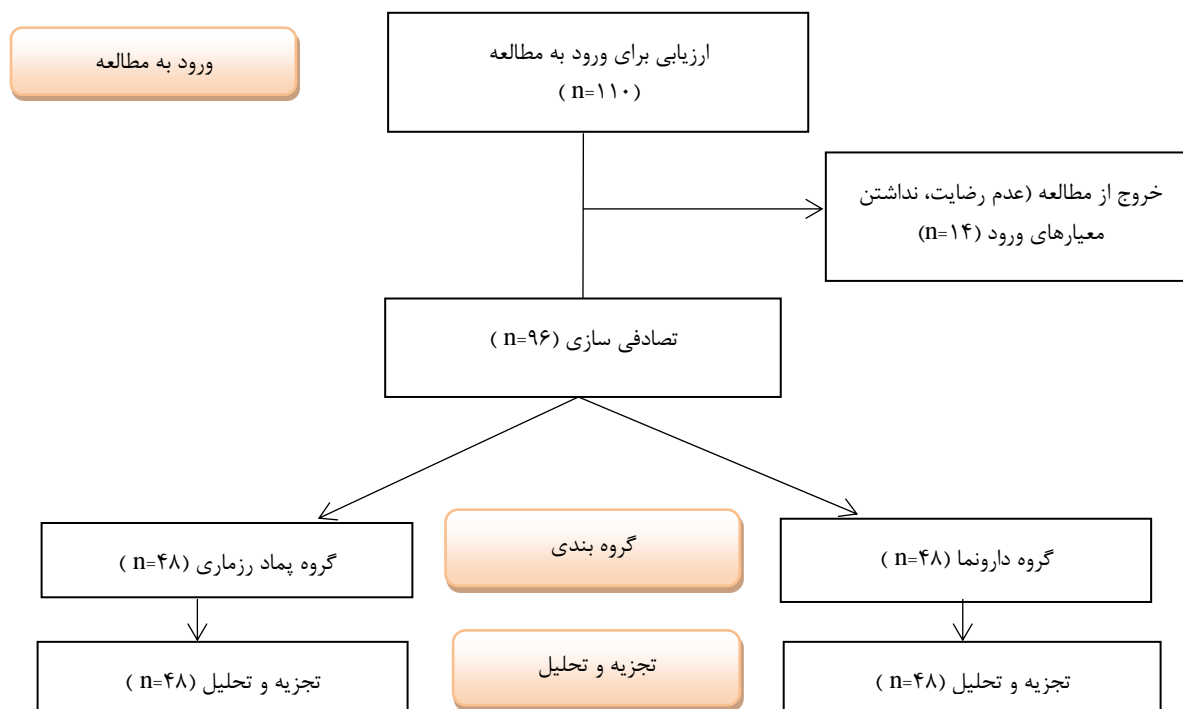 ورود به مطالعه
ارزیابی برای ورود به مطالعه
(n=۱۱۰ )
خروج از مطالعه (عدم رضایت، نداشتن
معیارهای ورود (n=۱۴)
تصادفی سازی (n=۹۶ )
گروه دارونما (n=۴۸ )
گروه بندی
گروه پماد رزماری (n=۴۸ )
تجزیه و تحلیل (n=۴۸ )
تجزیه و تحلیل
تجزیه و تحلیل (n=۴۸ )